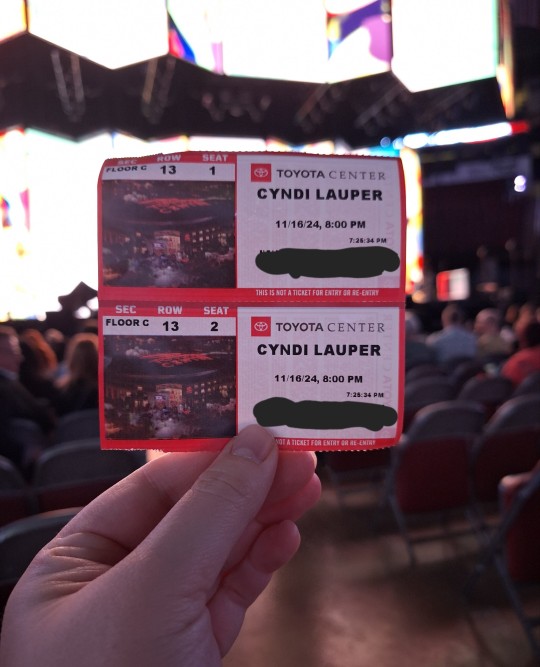 SEC ROW SEAT
FLOOR C 13 1
TOYOTA CENTER
CYNDI LAUPER
11/16/24, 8:00 PM
7:25:34 PM
THIS IS NOT A TICKET FOR ENTRY OR RE-ENTRY
SEC ROW SEAT
FLOOR C 13 2
TOYOTA CENTER
CYNDI LAUPER
11/16/24, 8:00 PM
7:25:34 PM
NOT A TICKET FOR ENTRY OR RE-ENTRY